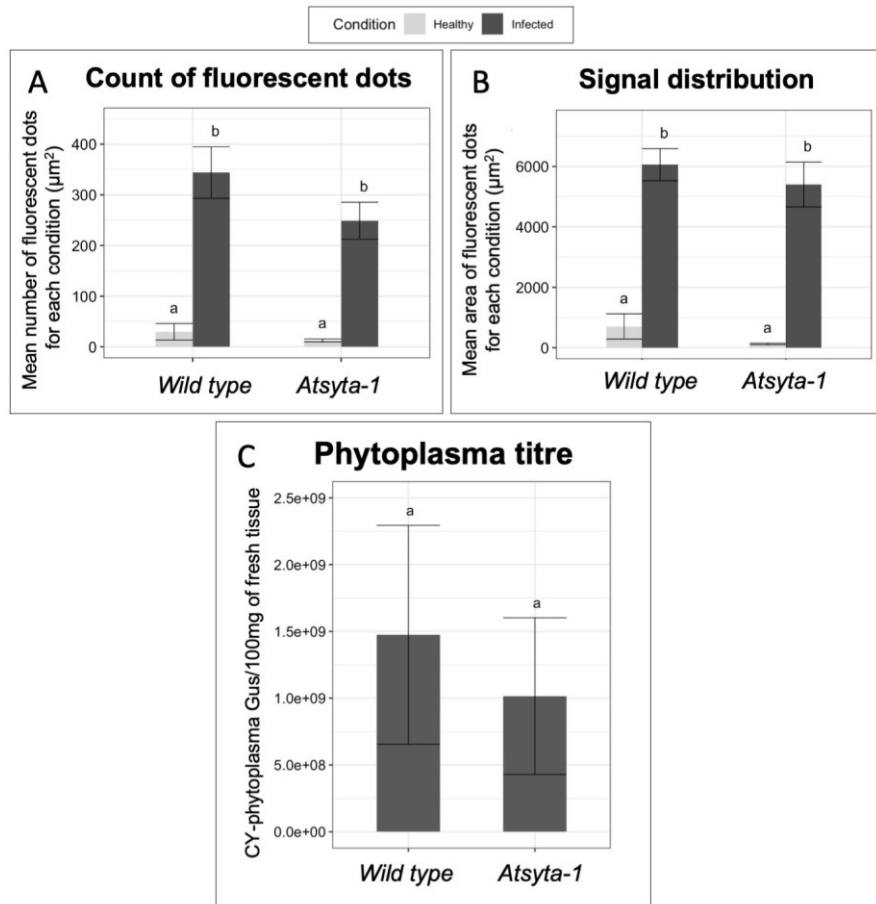 Condition Healthy Infected
A Count of fluorescent dots
Mean number of fluorescent dots
for each condition (µm²)
400
300
200
100
0
b
b
a
a
Wild type Atsyta-1
B Signal distribution
Mean area of fluorescent dots
for each condition (µm²)
6000
4000
2000
0
b
b
a
a
Wild type Atsyta-1
C Phytoplasma titre
CY-phytoplasma Gus/100mg of fresh tissue
2.5e+09
2.0e+09
1.5e+09
1.0e+09
5.0e+08
0.0e+00
a
a
Wild type Atsyta-1